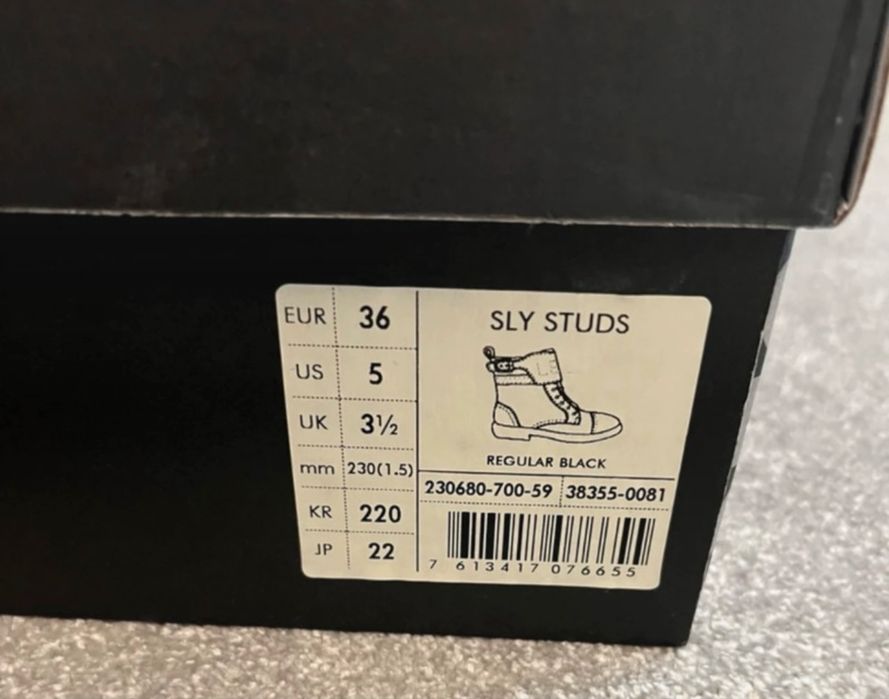 EUR 36
US 5
UK 3½
mm 230(1.5)
KR 220
JP 22
SLY STUDS
REGULAR BLACK
230680-700-59 38355-0081
7 613417 076655